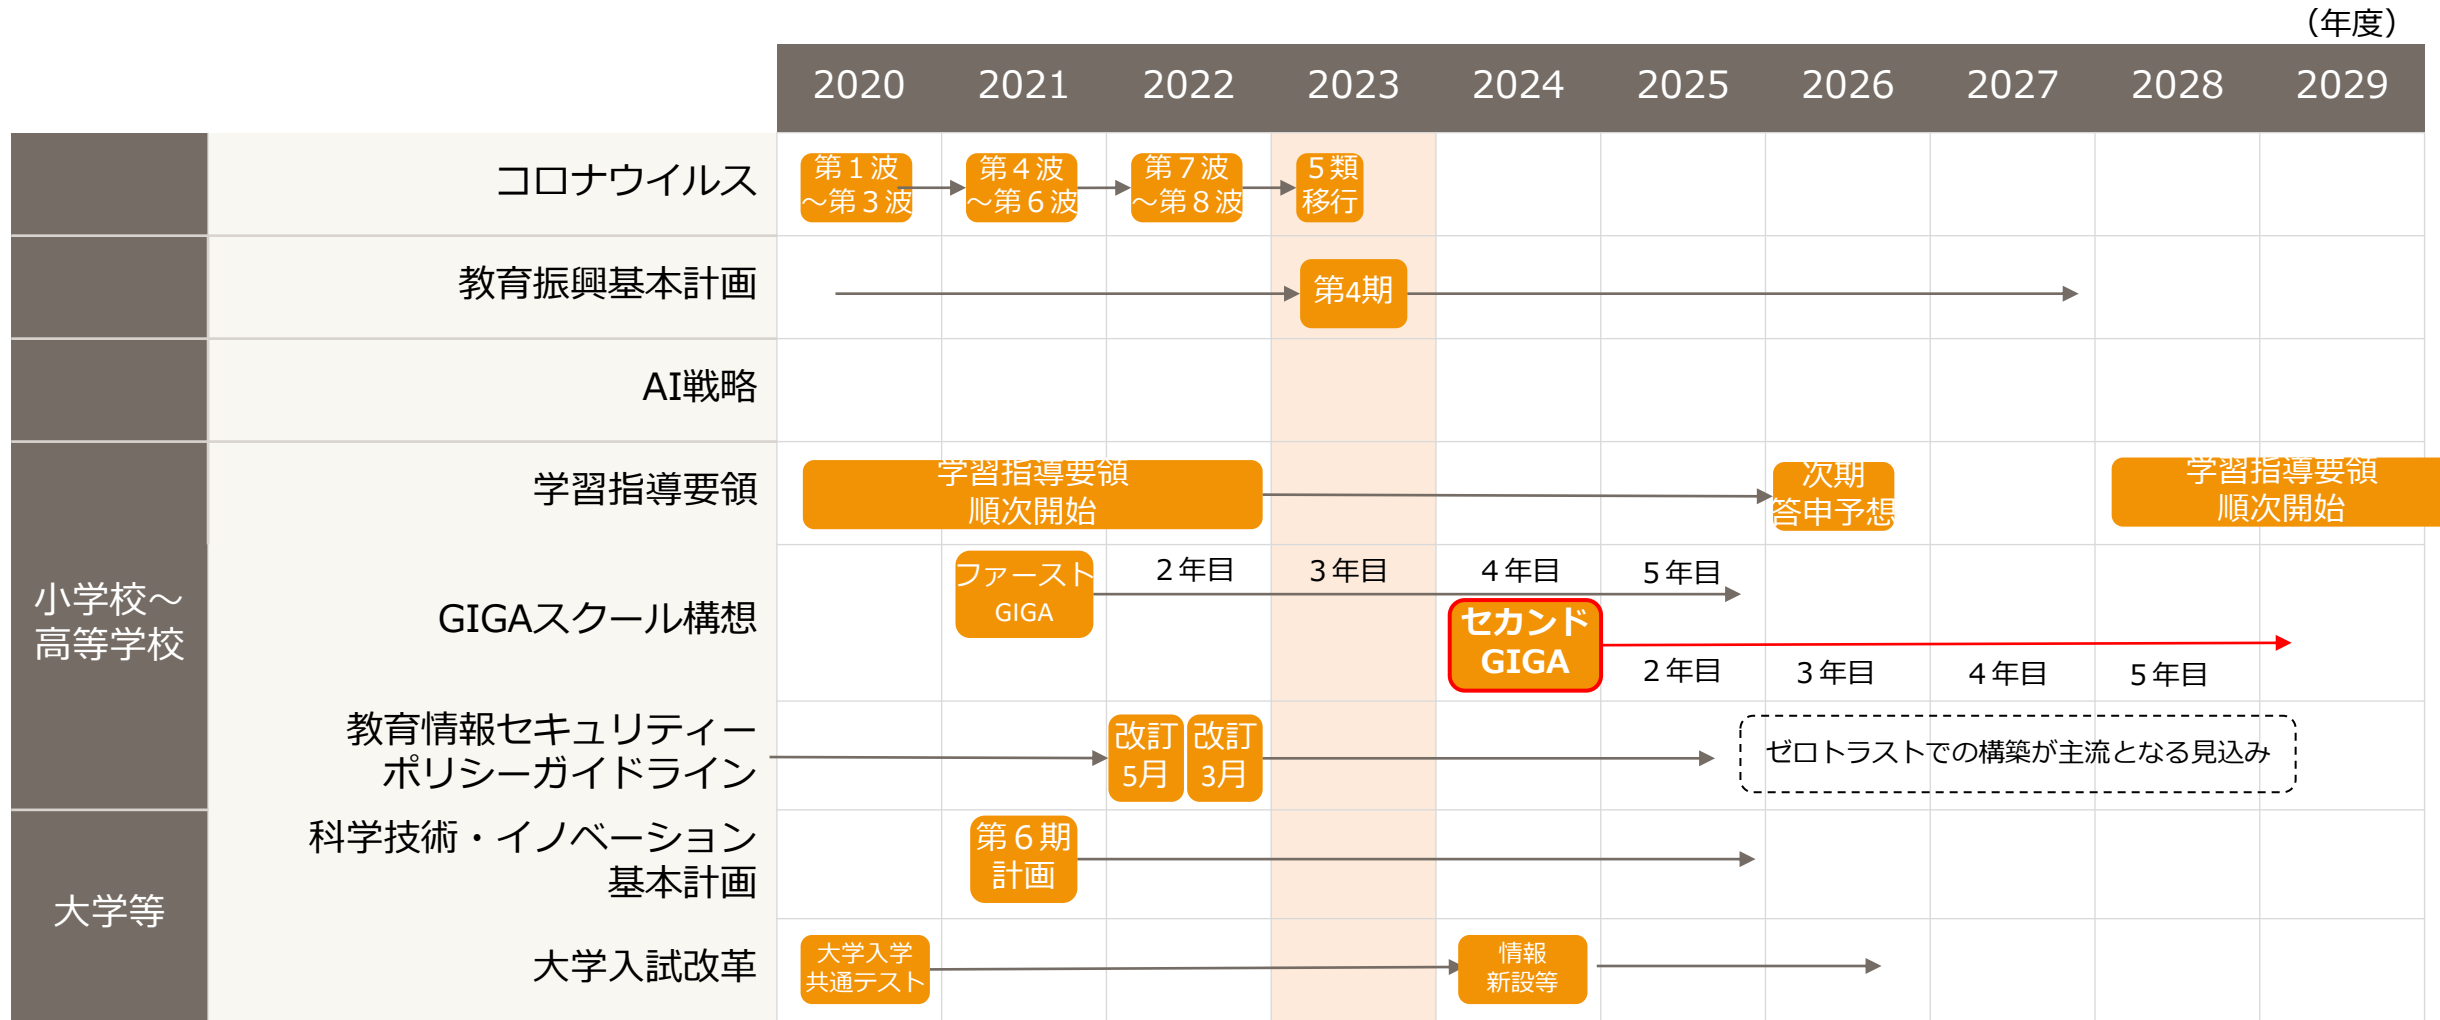 （年度）
2020 2021 2022 2023 2024 2025 2026 2027 2028 2029
コロナウイルス
第１波
～第３波
第４波
～第６波
第７波
～第８波
５類
移行
教育振興基本計画
第4期
AI戦略
小学校～
高等学校
学習指導要領
学習指導要領
順次開始
次期
答申予想
学習指導要領
順次開始
GIGAスクール構想
ファースト
GIGA
２年目
３年目
４年目
５年目
セカンド
GIGA
２年目
３年目
４年目
５年目
教育情報セキュリティー
ポリシーガイドライン
改訂
5月
改訂
3月
ゼロトラストでの構築が主流となる見込み
大学等
科学技術・イノベーション
基本計画
第６期
計画
大学入試改革
大学入学
共通テスト
情報
新設等